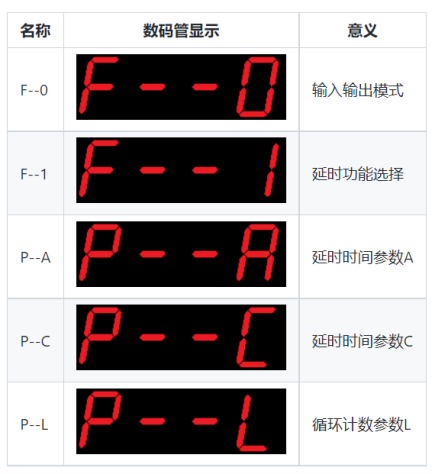 名称 数码管显示 意义
F--0 F--0 输入输出模式
F--1 F--1 延时功能选择
P--A P--A 延时时间参数A
P--C P--C 延时时间参数C
P--L P--L 循环计数参数L